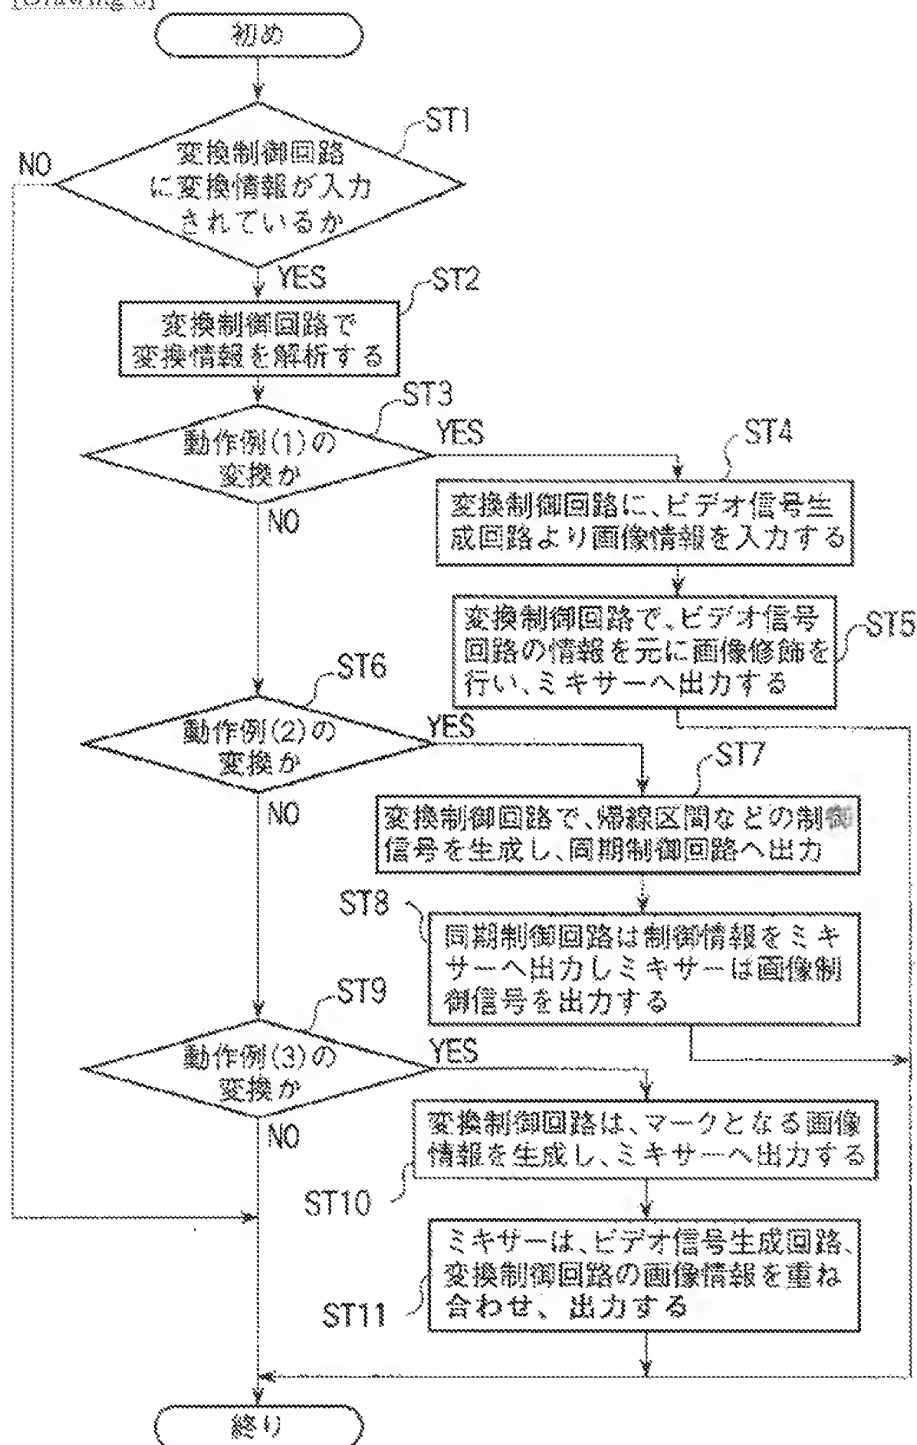 初め
ST1
変換制御回路
に変換情報が入力
されているか
NO
YES
ST2
変換制御回路で
変換情報を解析する
ST3
動作例(1)の
変換か
YES
NO
ST4
変換制御回路に、ビデオ信号生
成回路より画像情報を入力する
ST5
変換制御回路で、ビデオ信号
回路の情報を元に画像修飾を
行い、ミキサーへ出力する
ST6
動作例(2)の
変換か
YES
NO
ST7
変換制御回路で、帰線区間などの制御
信号を生成し、同期制御回路へ出力
ST8
同期制御回路は制御情報をミキ
サーへ出力しミキサーは画像制
御信号を出力する
ST9
動作例(3)の
変換か
YES
NO
変換制御回路は、マークとなる画像
情報を生成し、ミキサーへ出力する
ST10
ミキサーは、ビデオ信号生成回路、
変換制御回路の画像情報を重ね
合わせ、出力する
ST11
終り